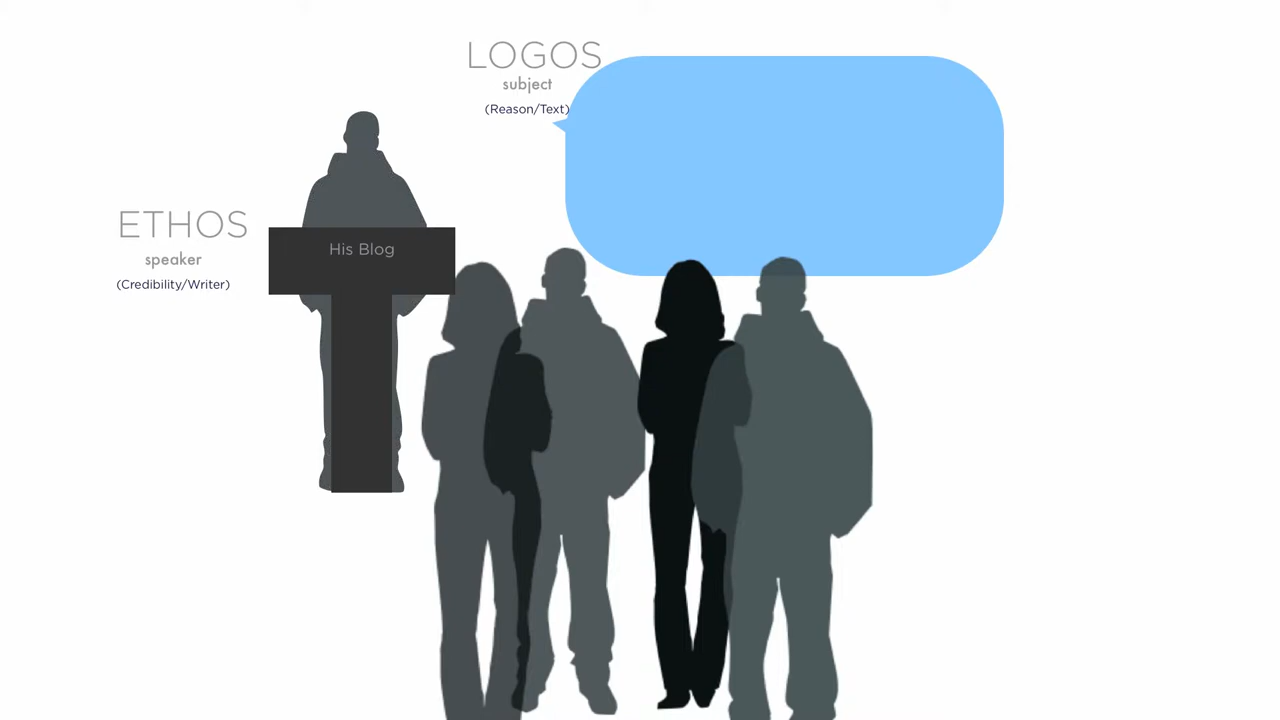 LOGOS
subject
(Reason/Text)
ETHOS
speaker
(Credibility/Writer)
His Blog